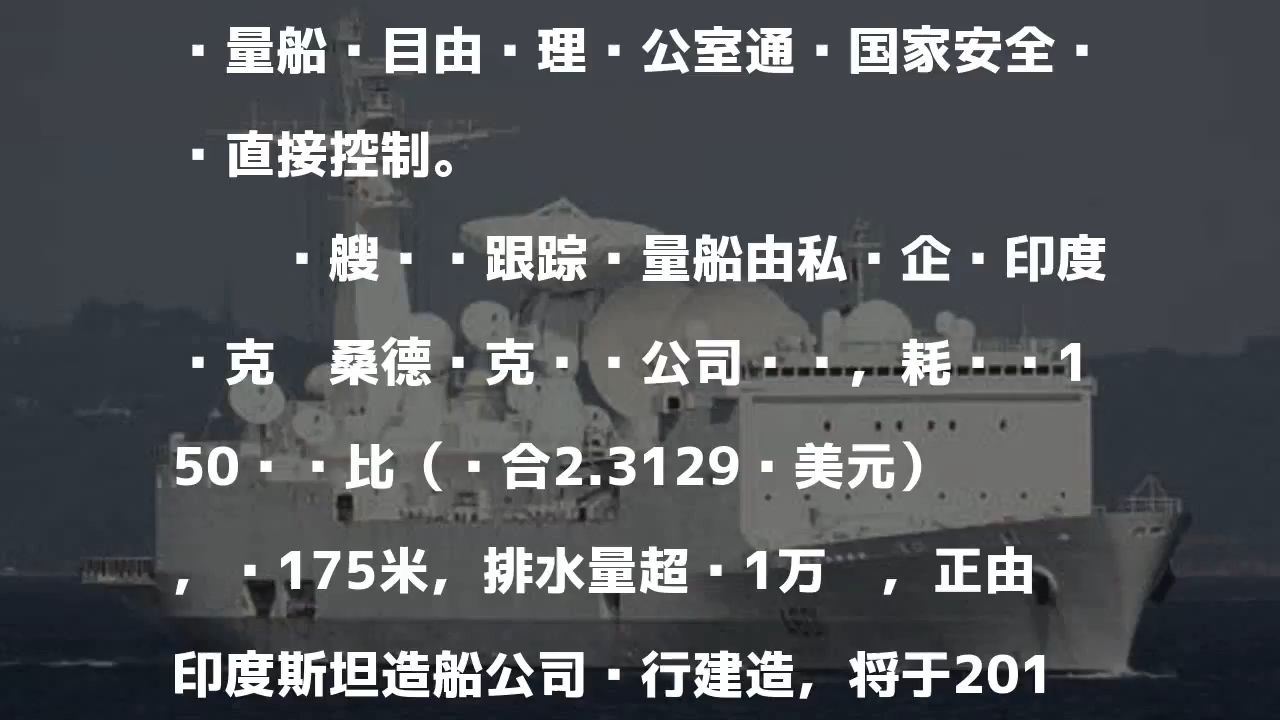 ▪量船▪目由▪理▪公室通▪国家安全▪
▪直接控制。
▪艘▪▪跟踪▪量船由私▪企▪印度
▪克 桑德▪克▪▪公司▪▪，耗▪▪1
50▪▪比（▪合2.3129▪美元）
，▪175米，排水量超▪1万 ，正由
印度斯坦造船公司▪行建造，将于201